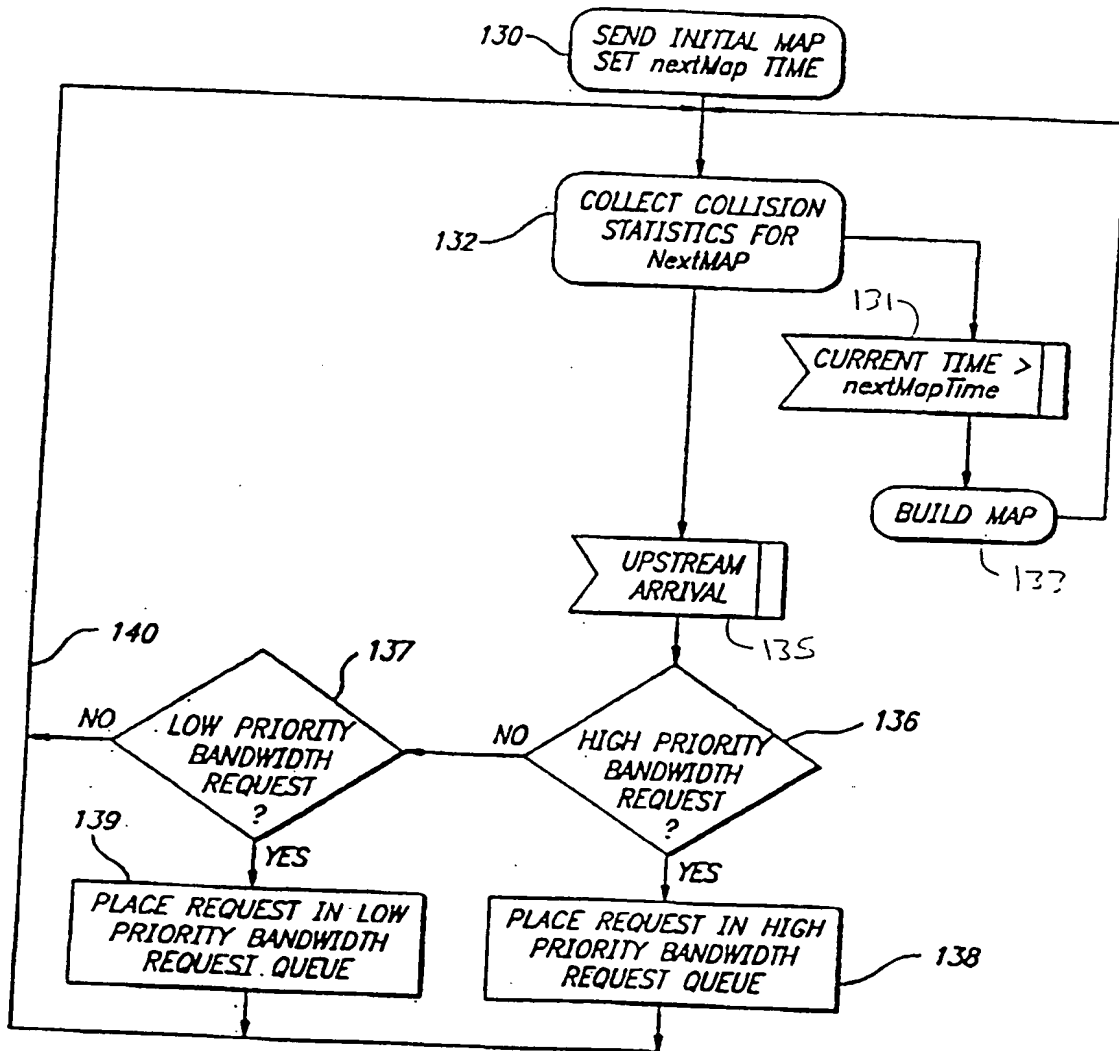 130
SEND INITIAL MAP
SET nextMap TIME
COLLECT COLLISION
STATISTICS FOR
NextMAP
132
131
CURRENT TIME >
nextMapTime
BUILD MAP
133
UPSTREAM
ARRIVAL
135
140
137
136
NO
LOW PRIORITY
BANDWIDTH
REQUEST
?
NO
HIGH PRIORITY
BANDWIDTH
REQUEST
?
139
YES
YES
PLACE REQUEST IN LOW
PRIORITY BANDWIDTH
REQUEST QUEUE
PLACE REQUEST IN HIGH
PRIORITY BANDWIDTH
REQUEST QUEUE
138